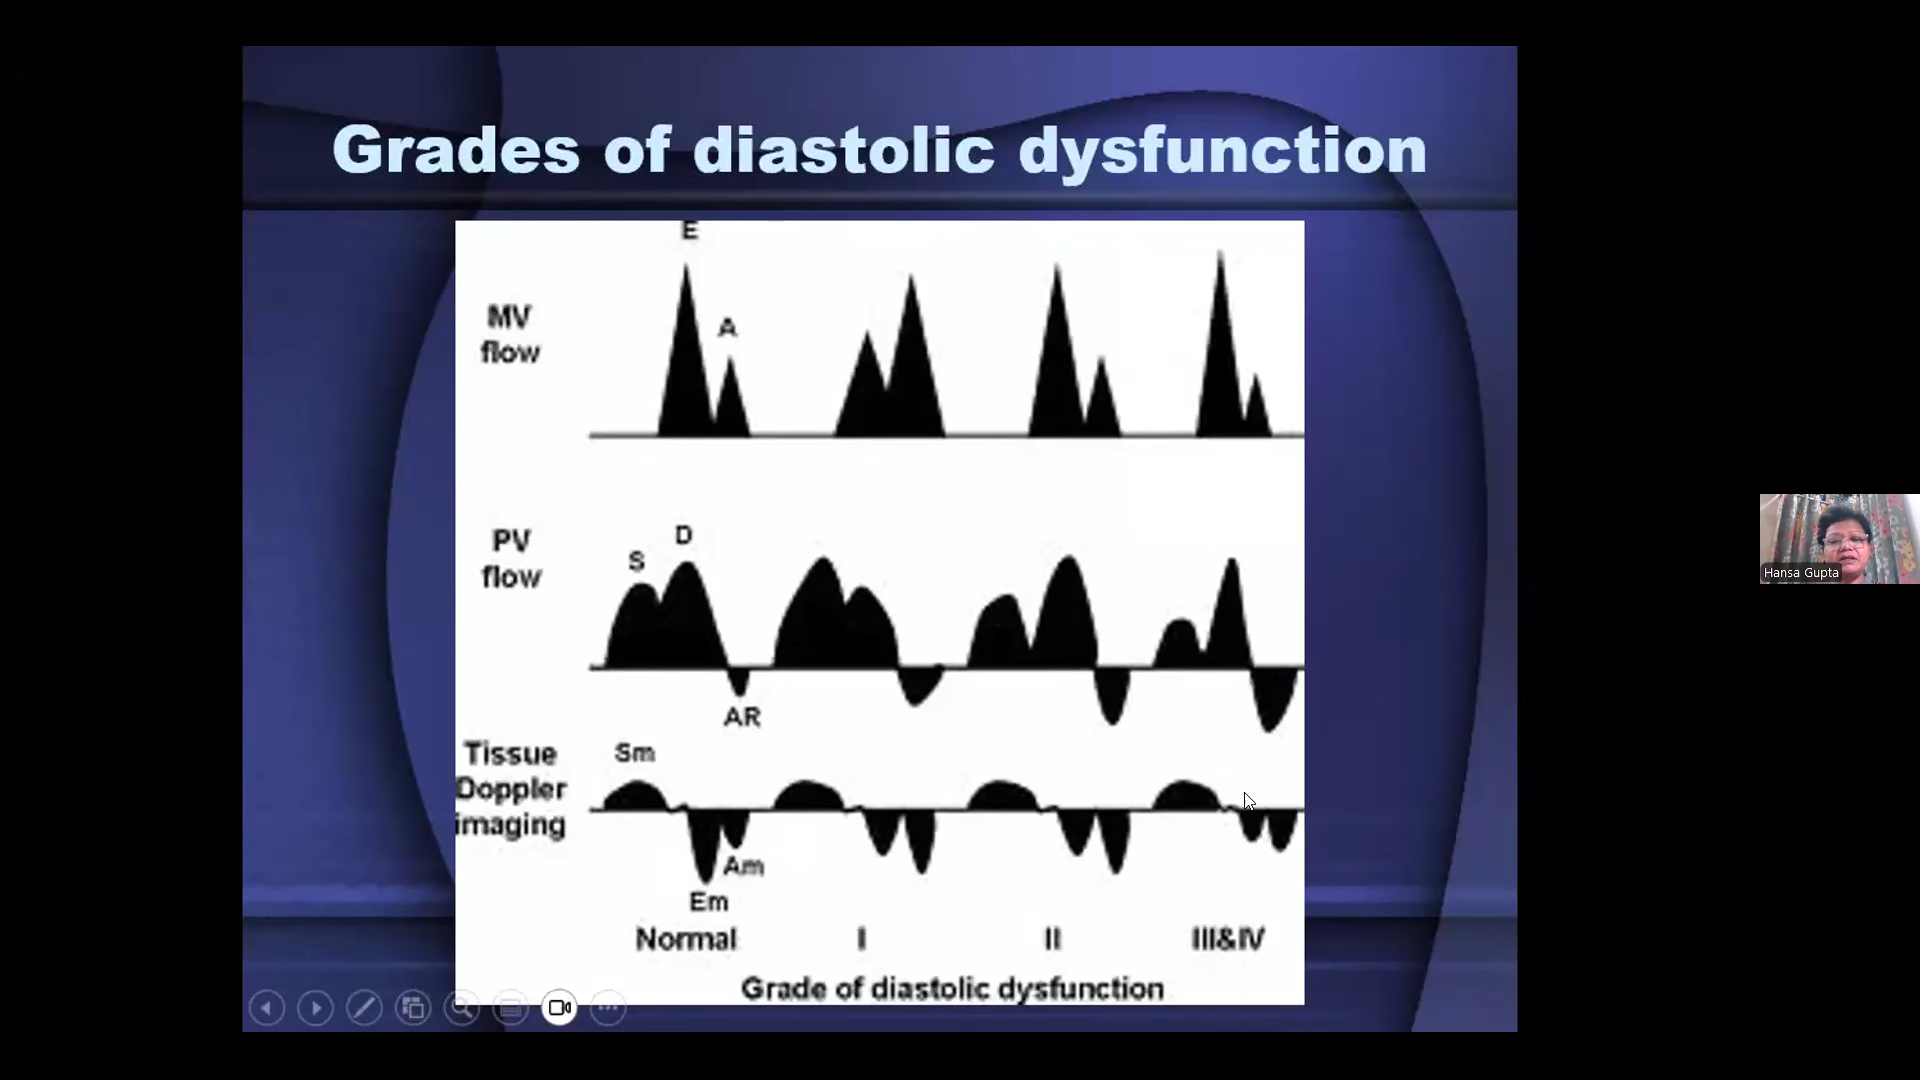 Grades of diastolic dysfunction
E
A
MV
flow
PV
flow
S
D
AR
Tissue
Doppler
imaging
Sm
Am
Em
Normal I II III&IV
Grade of diastolic dysfunction
Hansa Gupta